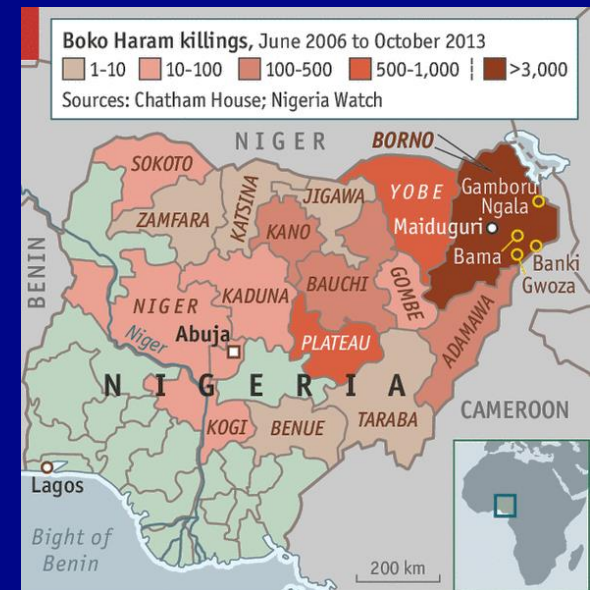 Boko Haram killings, June 2006 to October 2013
1-10 10-100 100-500 500-1,000 >3,000
Sources: Chatham House; Nigeria Watch
NIGER
BORNO
SOKOTO
YOBE
Gamboru
Ngala
KATSINA
JIGAWA
ZAMFARA
KANO
Maiduguri
BENIN
Bama
Banki
Gwoza
BAUCHI
GOMBE
KADUNA
NIGER
ADAMAWA
Niger
Abuja
PLATEAU
NIGERIA
CAMEROON
KOGI
BENUE
TARABA
Lagos
Bight of
Benin
200 km